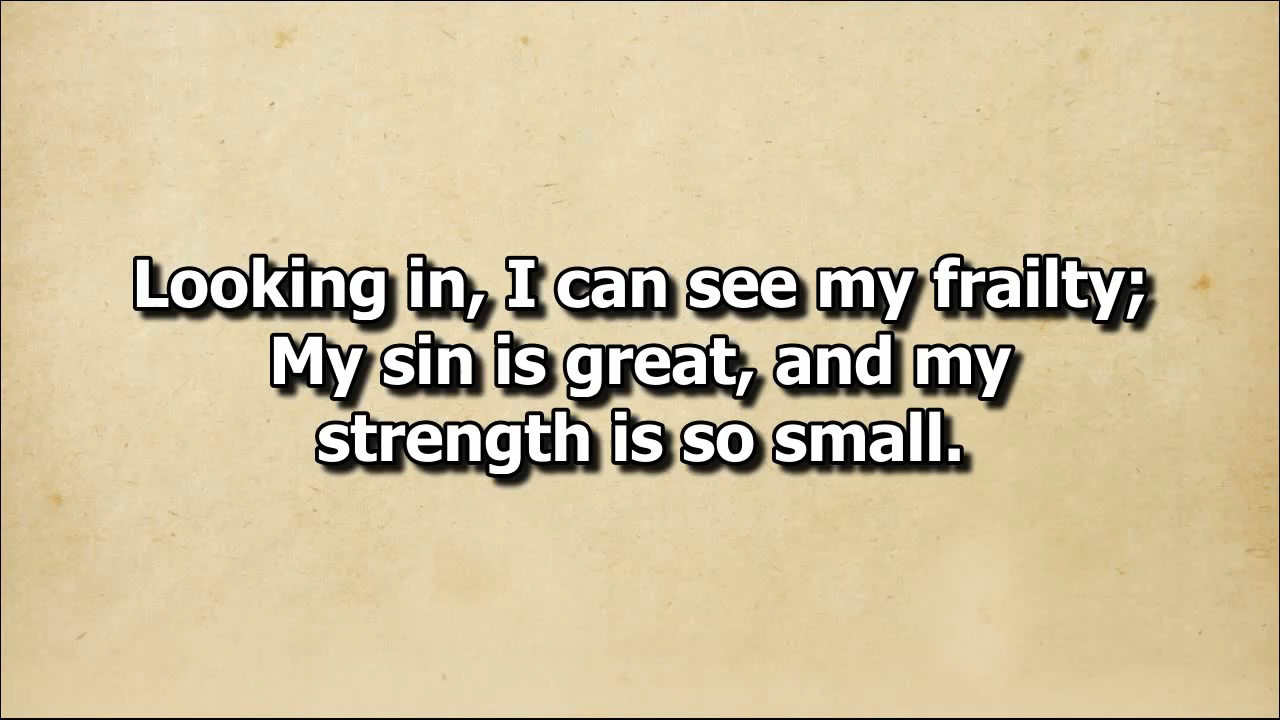 Looking in, I can see my frailty;
My sin is great, and my
strength is so small.